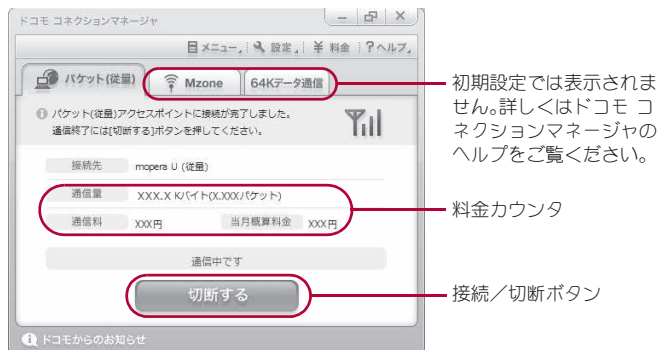 ドコモ コネクションマネージャ
メニュー 設定 ¥ 料金 ?ヘルプ
パケット(従量) Mzone 64Kデータ通信
パケット(従量)アクセスポイントに接続が完了しました。
通信終了には[切断する]ボタンを押してください。
接続先 mopera U (従量)
通信量 XXX.X Kバイト(X,XXXパケット)
通信料 XXX円 当月概算料金 XXX円
通信中です
切断する
ドコモからのお知らせ
初期設定では表示されま
せん。詳しくはドコモ コ
ネクションマネージャの
ヘルプをご覧ください。
料金カウンタ
接続／切断ボタン